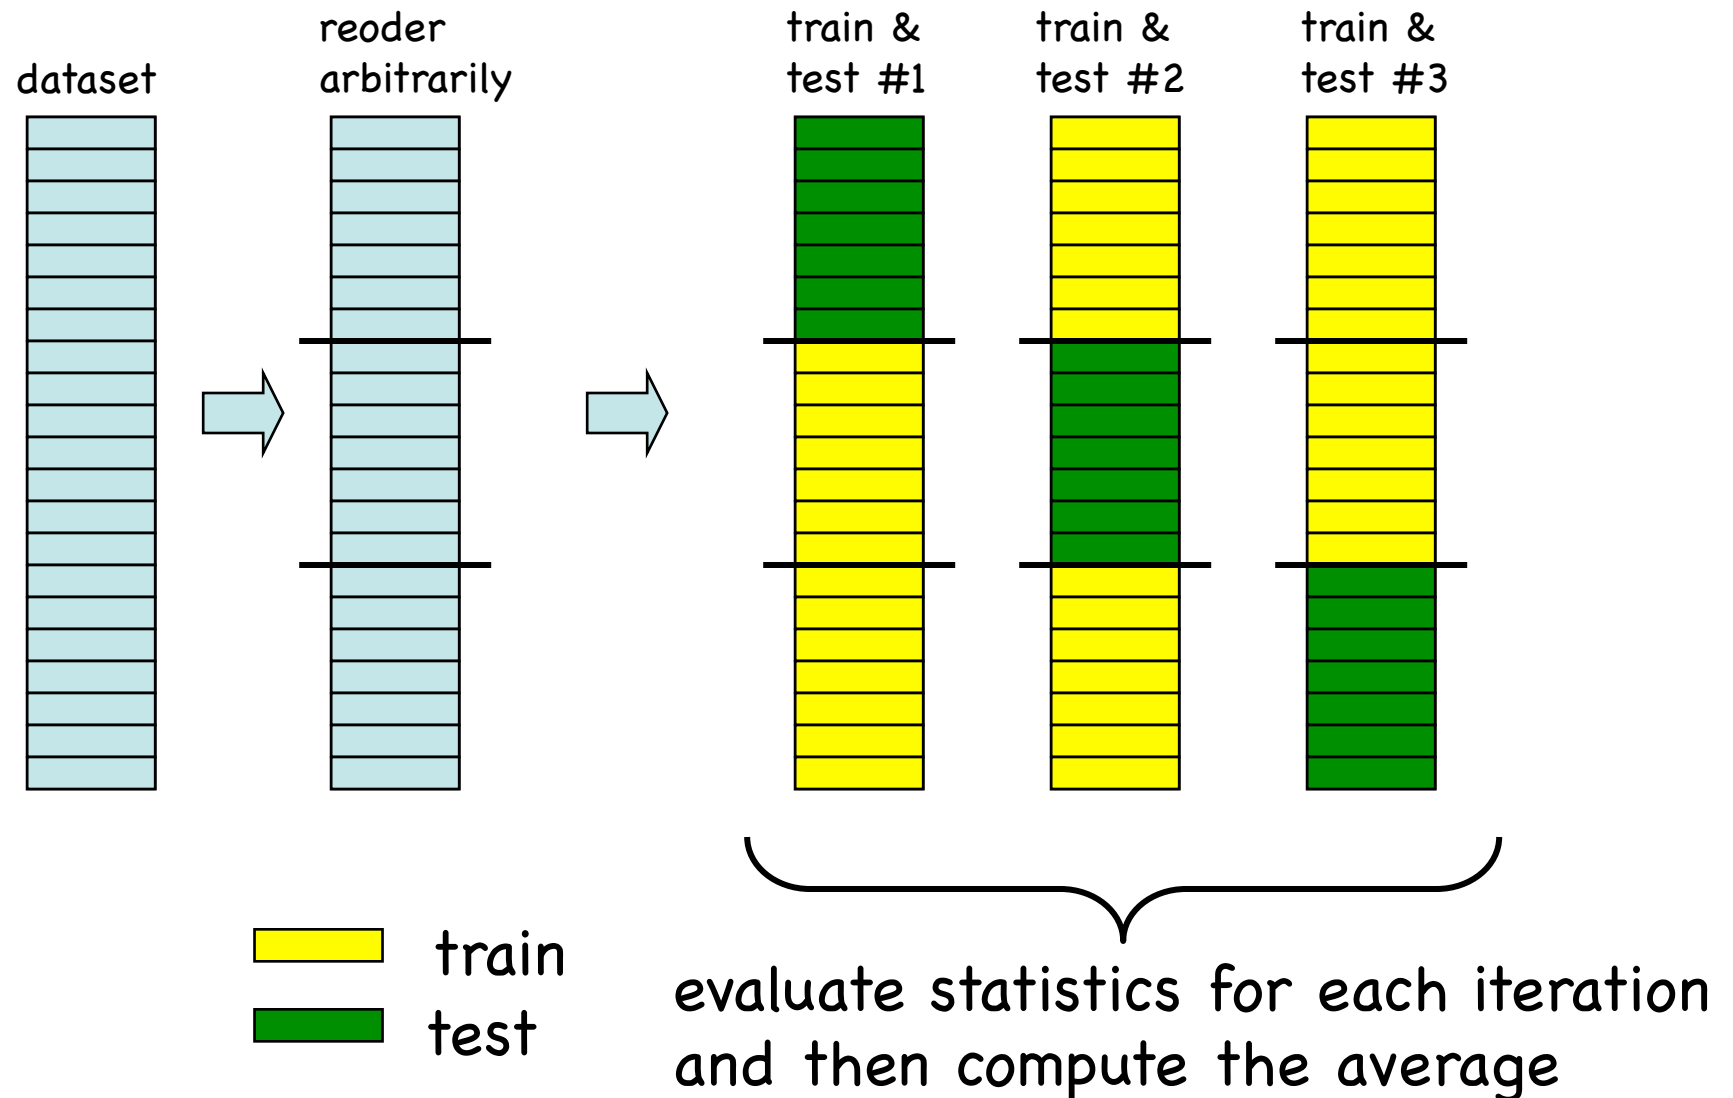 dataset
reoder
arbitrarily
train &
test #1
train &
test #2
train &
test #3
train
test
evaluate statistics for each iteration
and then compute the average